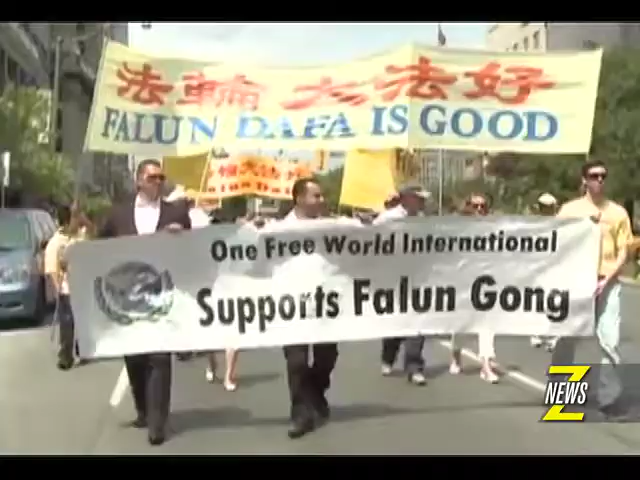 法輪大法好
FALUN DAFA IS GOOD
One Free World International
Supports Falun Gong
Z
NEWS